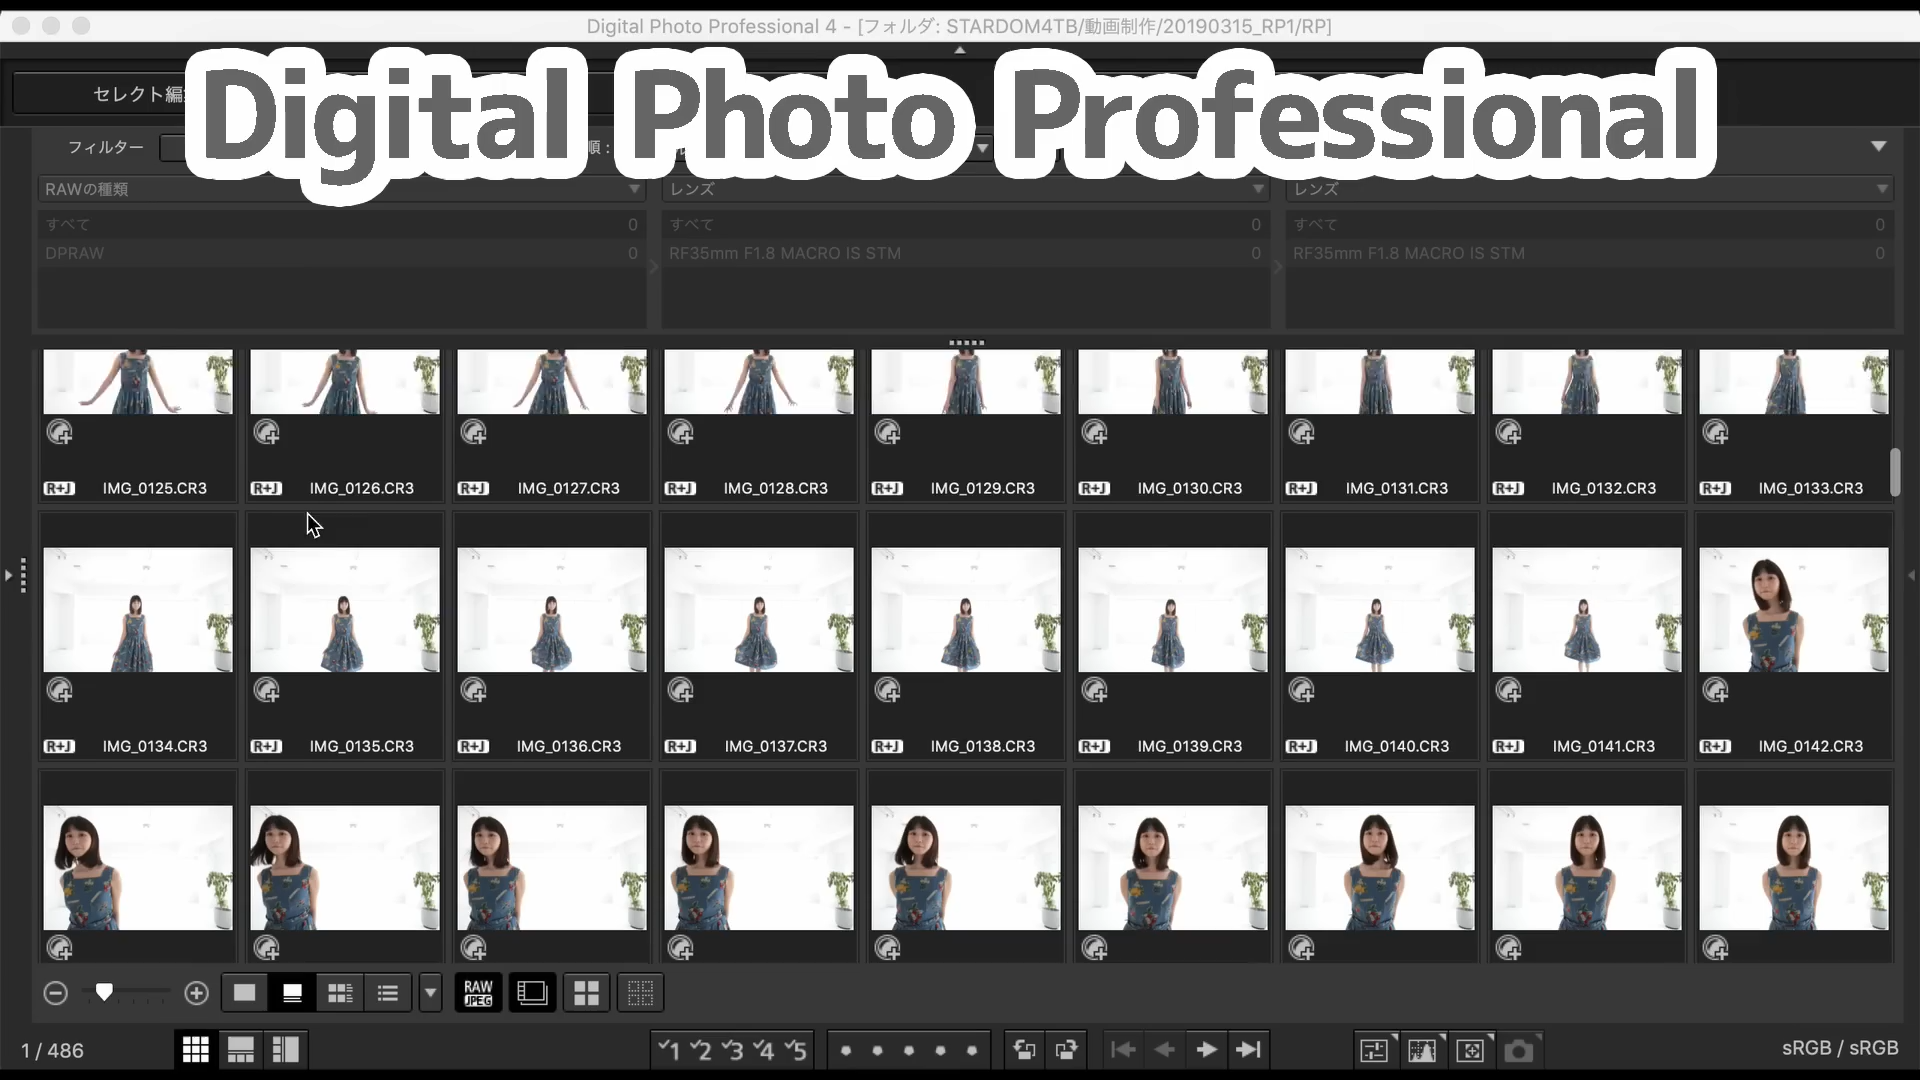 Digital Photo Professional 4 - [フォルダ: STARDOM4TB/動画制作/20190315_RP1/RP]
Digital Photo Professional
セレクト編
フィルター
順:
RAWの種類 レンズ レンズ
すべて 0 すべて 0 すべて 0
DPRAW 0 RF35mm F1.8 MACRO IS STM 0 RF35mm F1.8 MACRO IS STM 0
R+J IMG_0125.CR3 R+J IMG_0126.CR3 R+J IMG_0127.CR3 R+J IMG_0128.CR3 R+J IMG_0129.CR3 R+J IMG_0130.CR3 R+J IMG_0131.CR3 R+J IMG_0132.CR3 R+J IMG_0133.CR3
R+J IMG_0134.CR3 R+J IMG_0135.CR3 R+J IMG_0136.CR3 R+J IMG_0137.CR3 R+J IMG_0138.CR3 R+J IMG_0139.CR3 R+J IMG_0140.CR3 R+J IMG_0141.CR3 R+J IMG_0142.CR3
RAW
JPEG
1 / 486 1 2 3 4 5 sRGB / sRGB